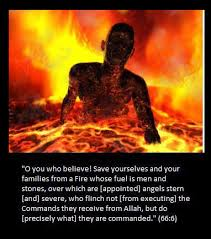 "O you who believe! Save yourselves and your
families from a Fire whose fuel is men and
stones, over which are [appointed] angels stern
[and] severe, who flinch not [from executing] the
Commands they receive from Allah, but do
[precisely what] they are commanded." (66:6)